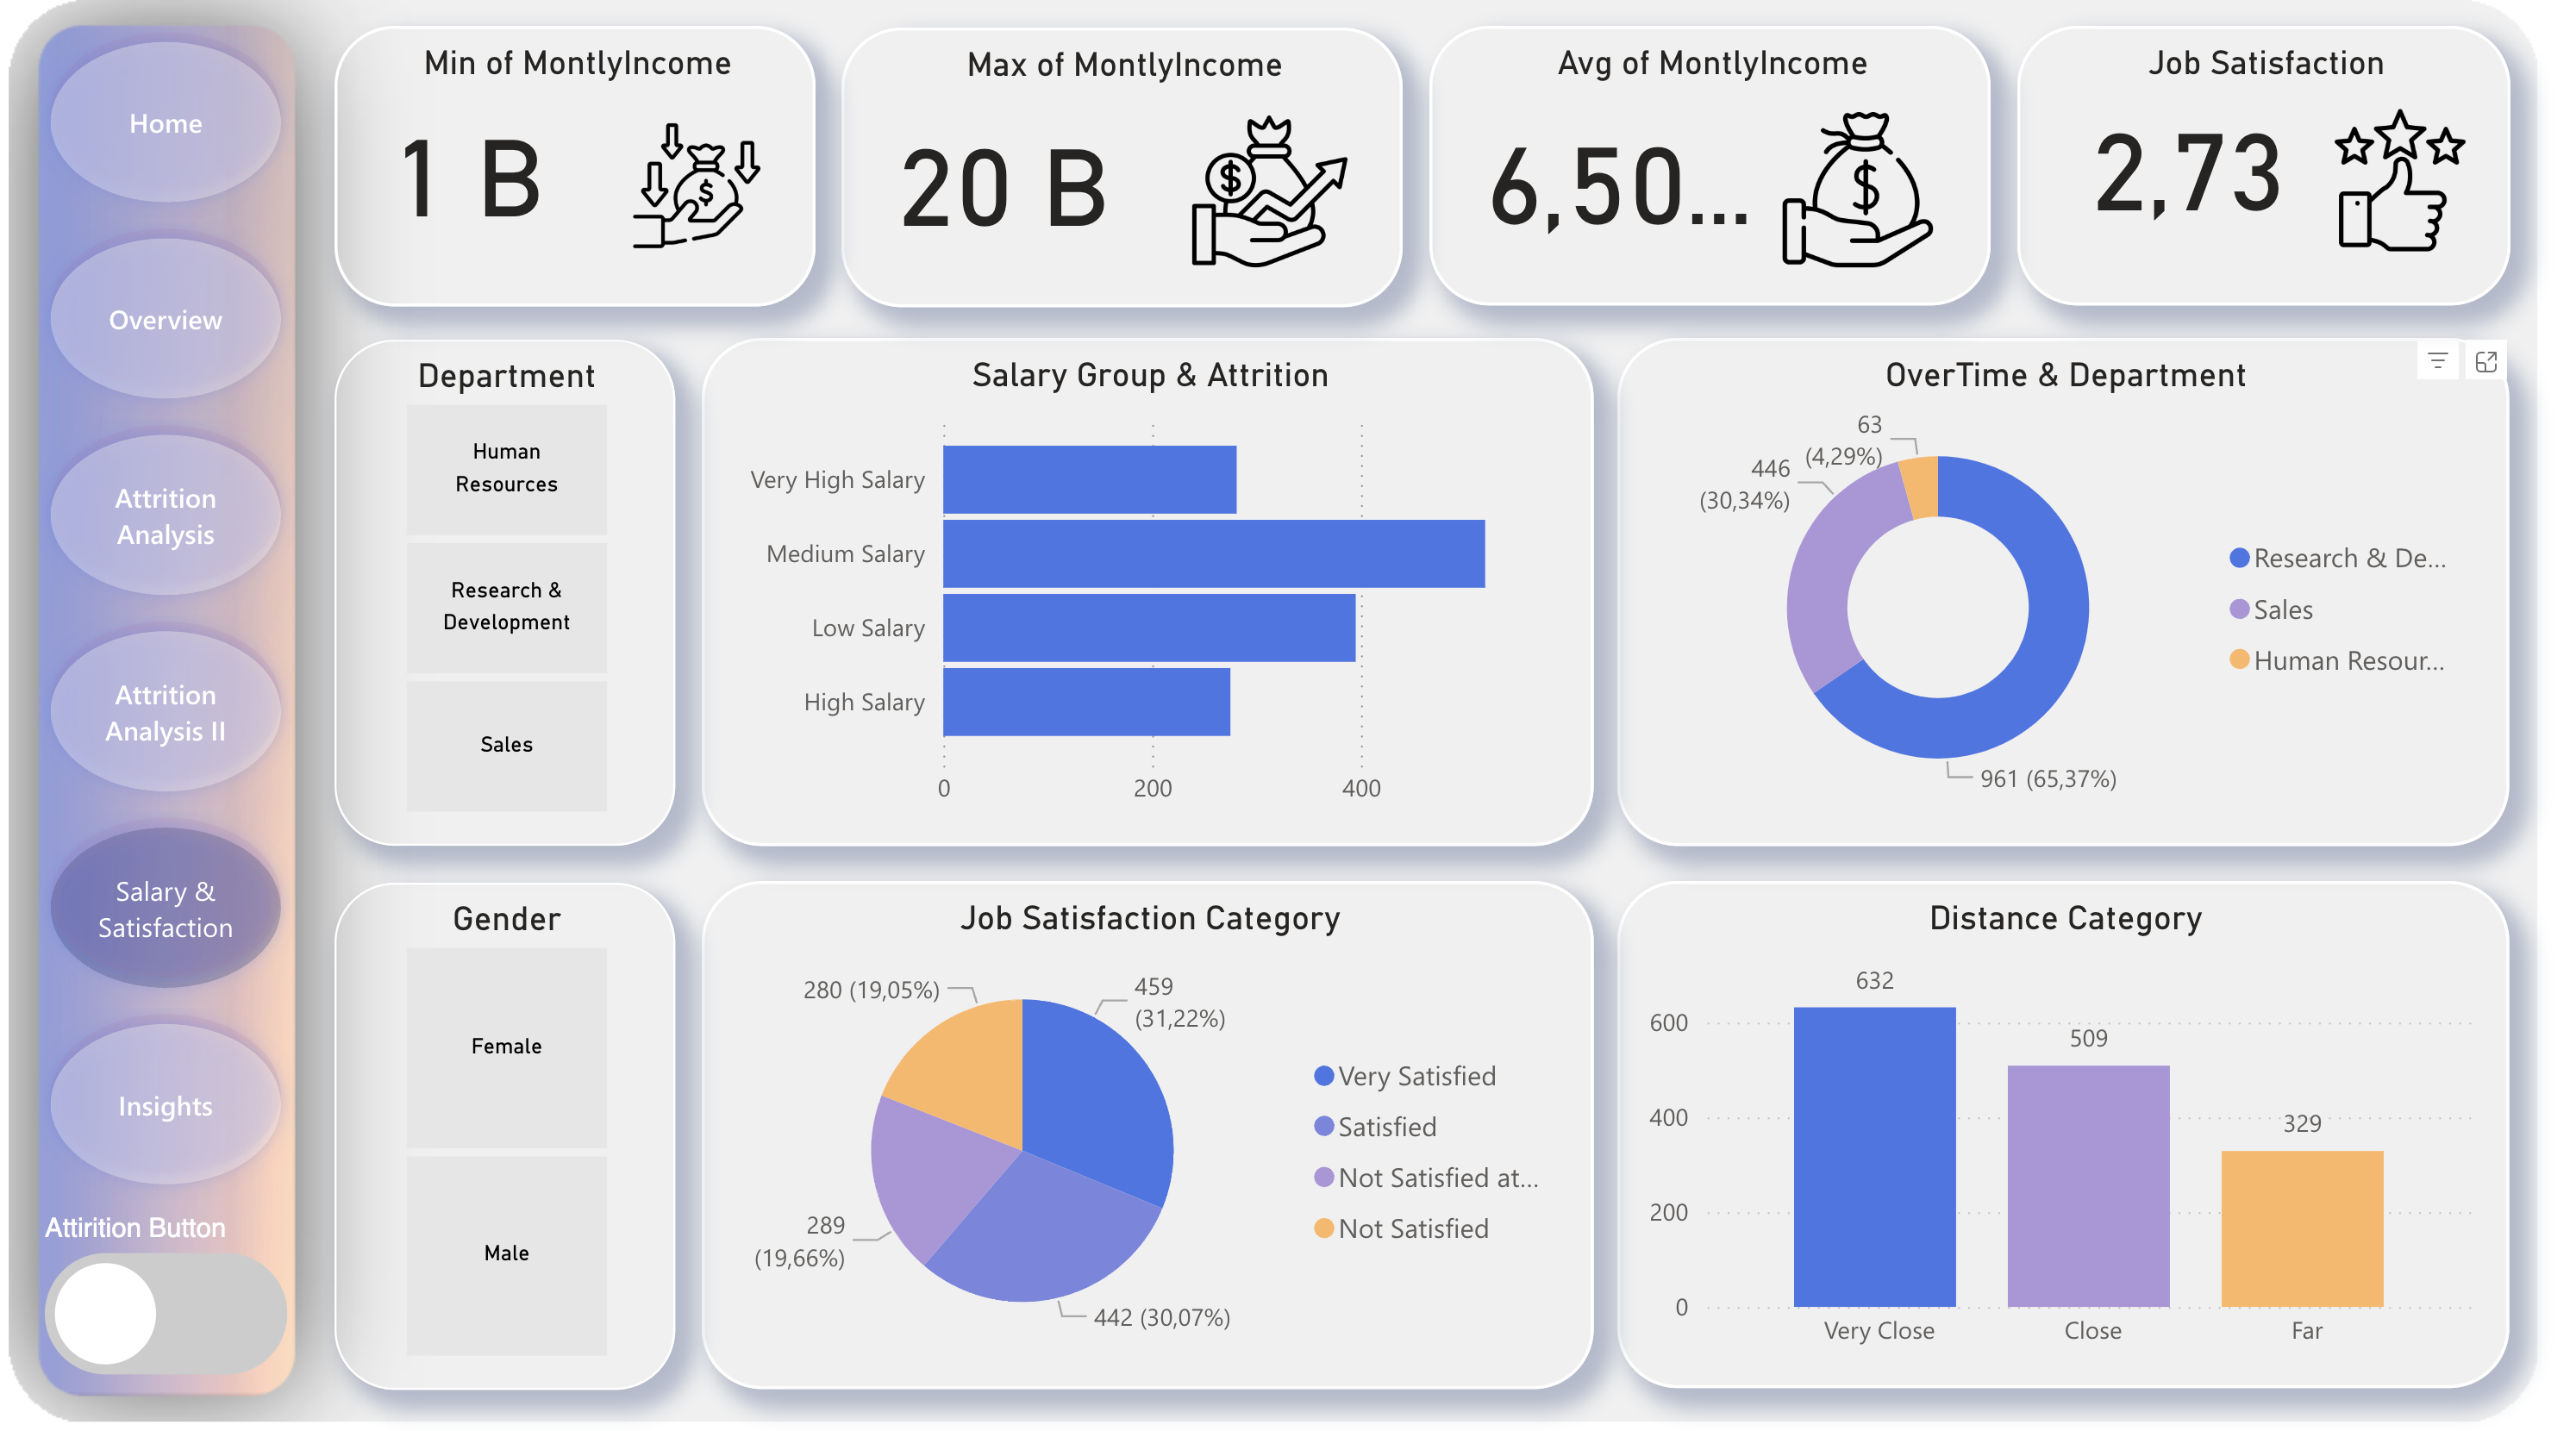 Home
Overview
Attrition
Analysis
Attrition
Analysis II
Salary &
Satisfaction
Insights
Attirition Button
Min of MontlyIncome
1 B
Max of MontlyIncome
20 B
Avg of MontlyIncome
6,50...
Job Satisfaction
2,73
Department
Human
Resources
Research &
Development
Sales
Salary Group & Attrition
Very High Salary
Medium Salary
Low Salary
High Salary
0 200 400
OverTime & Department
63
(4,29%)
446
(30,34%)
961 (65,37%)
Research & De...
Sales
Human Resour...
Gender
Female
Male
Job Satisfaction Category
280 (19,05%)
459
(31,22%)
289
(19,66%)
442 (30,07%)
Very Satisfied
Satisfied
Not Satisfied at...
Not Satisfied
Distance Category
600
400
200
0
632
509
329
Very Close Close Far